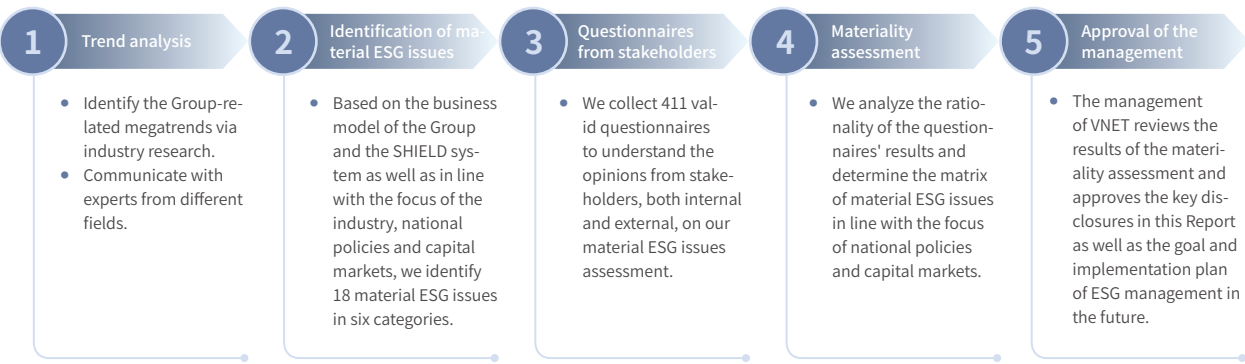 1
Trend analysis
Identify the Group-re-
lated megatrends via
industry research.
Communicate with
experts from different
fields.
2
Identification of ma-
terial ESG issues
Based on the business
model of the Group
and the SHIELD sys-
tem as well as in line
with the focus of the
industry, national
policies and capital
markets, we identify
18 material ESG issues
in six categories.
3
Questionnaires
from stakeholders
We collect 411 val-
id questionnaires
to understand the
opinions from stake-
holders, both internal
and external, on our
material ESG issues
assessment.
4
Materiality
assessment
We analyze the ratio-
nality of the question-
naires' results and
determine the matrix
of material ESG issues
in line with the focus
of national policies
and capital markets.
5
Approval of the
management
The management
of VNET reviews the
results of the materi-
ality assessment and
approves the key dis-
closures in this Report
as well as the goal and
implementation plan
of ESG management in
the future.